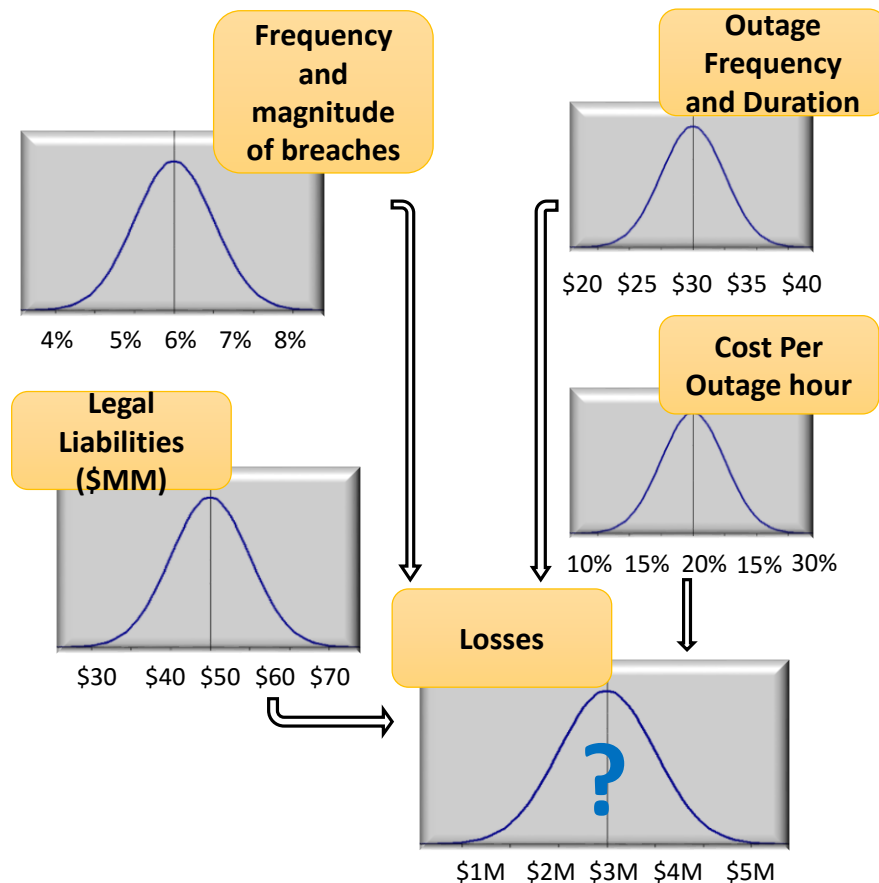 Frequency
and
magnitude
of breaches
4% 5% 6% 7% 8%
Outage
Frequency
and Duration
$20 $25 $30 $35 $40
Legal
Liabilities
($MM)
$30 $40 $50 $60 $70
Cost Per
Outage hour
10% 15% 20% 15% 30%
Losses
?
$1M $2M $3M $4M $5M